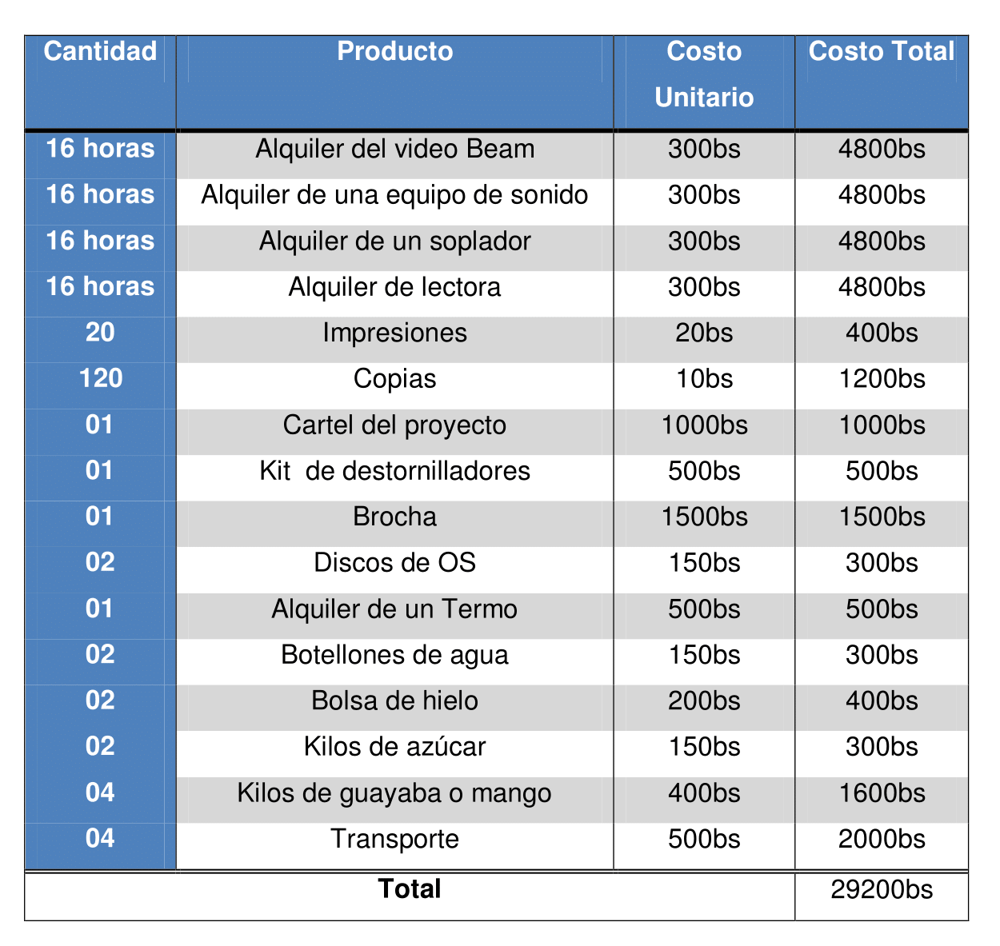 Cantidad Producto Costo Unitario Costo Total
16 horas Alquiler del video Beam 300bs 4800bs
16 horas Alquiler de una equipo de sonido 300bs 4800bs
16 horas Alquiler de un soplador 300bs 4800bs
16 horas Alquiler de lectora 300bs 4800bs
20 Impresiones 20bs 400bs
120 Copias 10bs 1200bs
01 Cartel del proyecto 1000bs 1000bs
01 Kit de destornilladores 500bs 500bs
01 Brocha 1500bs 1500bs
02 Discos de OS 150bs 300bs
01 Alquiler de un Termo 500bs 500bs
02 Botellones de agua 150bs 300bs
02 Bolsa de hielo 200bs 400bs
02 Kilos de azúcar 150bs 300bs
04 Kilos de guayaba o mango 400bs 1600bs
04 Transporte 500bs 2000bs
Total 29200bs